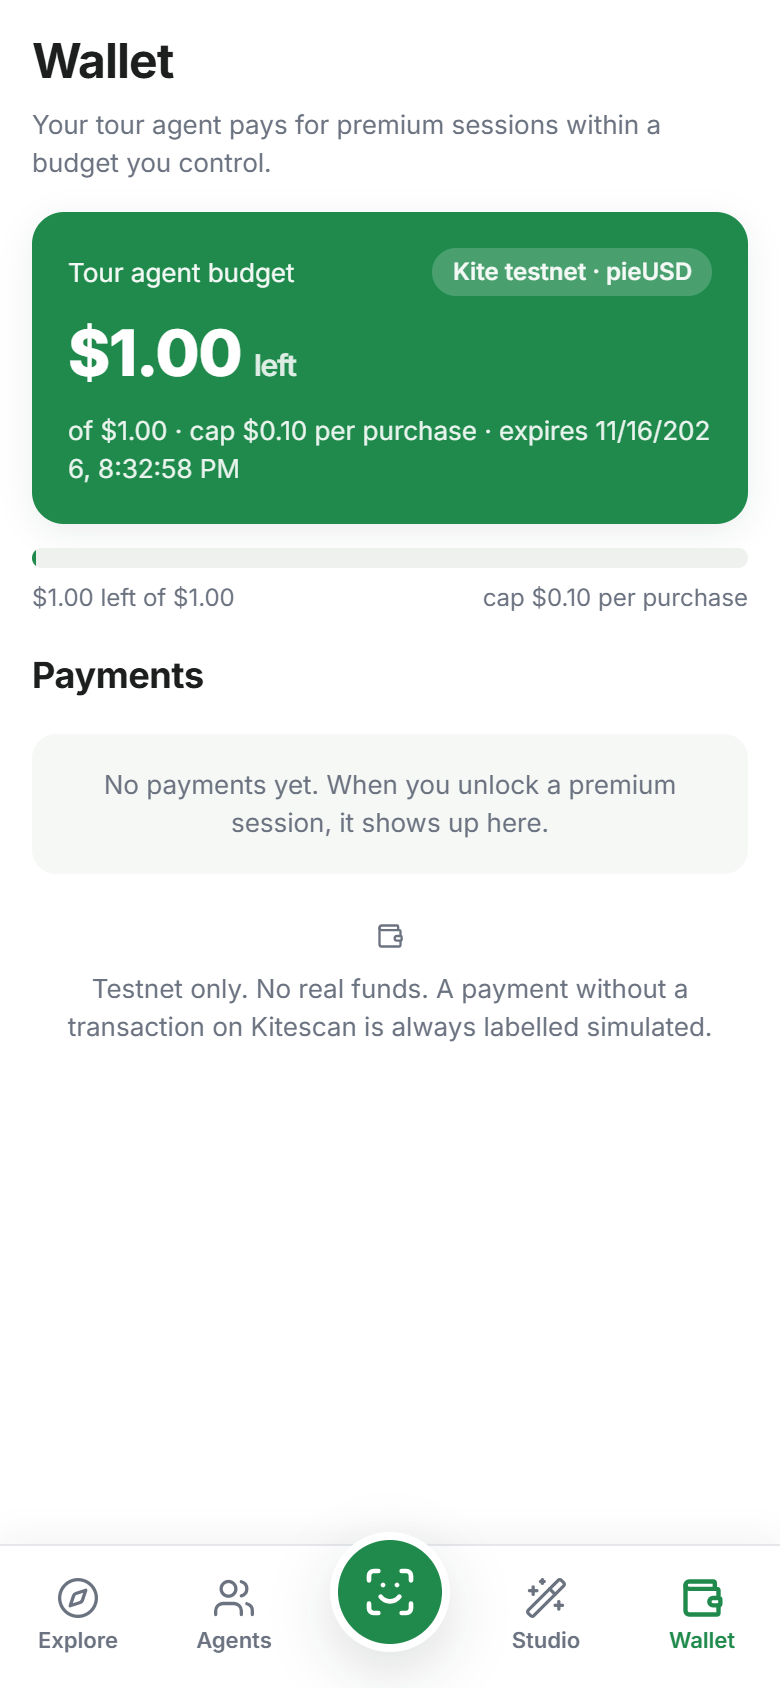 Wallet
Your tour agent pays for premium sessions within a
budget you control.
Tour agent budget
Kite testnet · pieUSD
$1.00 left
of $1.00 · cap $0.10 per purchase · expires 11/16/202
6, 8:32:58 PM
$1.00 left of $1.00
cap $0.10 per purchase
Payments
No payments yet. When you unlock a premium
session, it shows up here.
Testnet only. No real funds. A payment without a
transaction on Kitescan is always labelled simulated.
Explore
Agents
Studio
Wallet